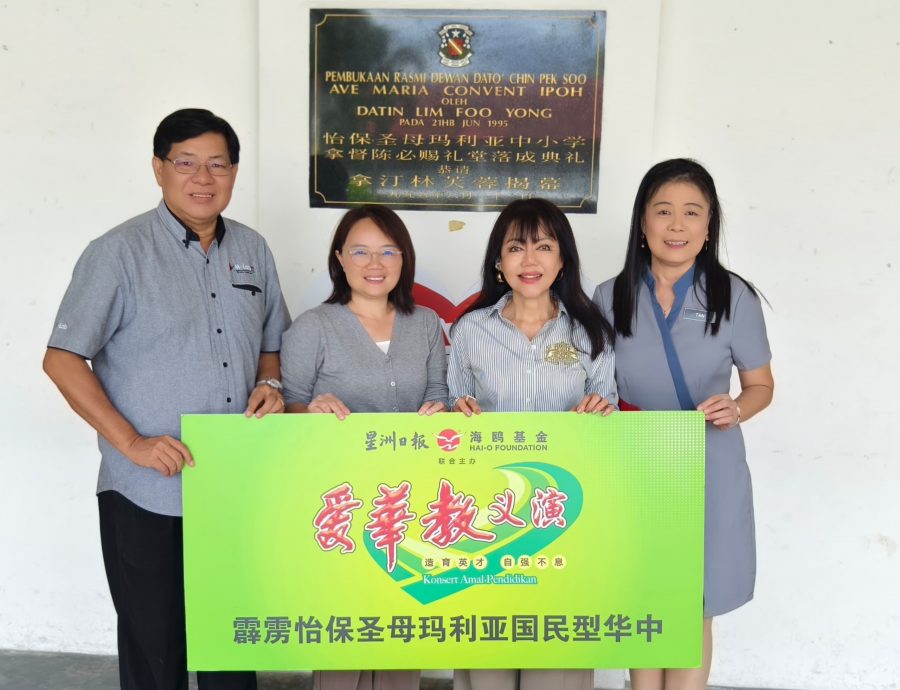 PEMBUKAAN RASMI DEWAN DATO' CHIN PEK SOO
AVE MARIA CONVENT IPOH
OLEH
DATIN LIM FOO YONG
PADA 21HB JUN 1995
怡保圣母玛利亚中小学
拿督陈必赐礼堂落成典礼
恭请
拿汀林芙蓉揭幕
TAN
星洲日报 海鸥基金
HAI-O FOUNDATION
联合主办
爱華教义演
造育英才 自强不息
Konsert Amal Pendidikan
霹雳怡保圣母玛利亚国民型华中